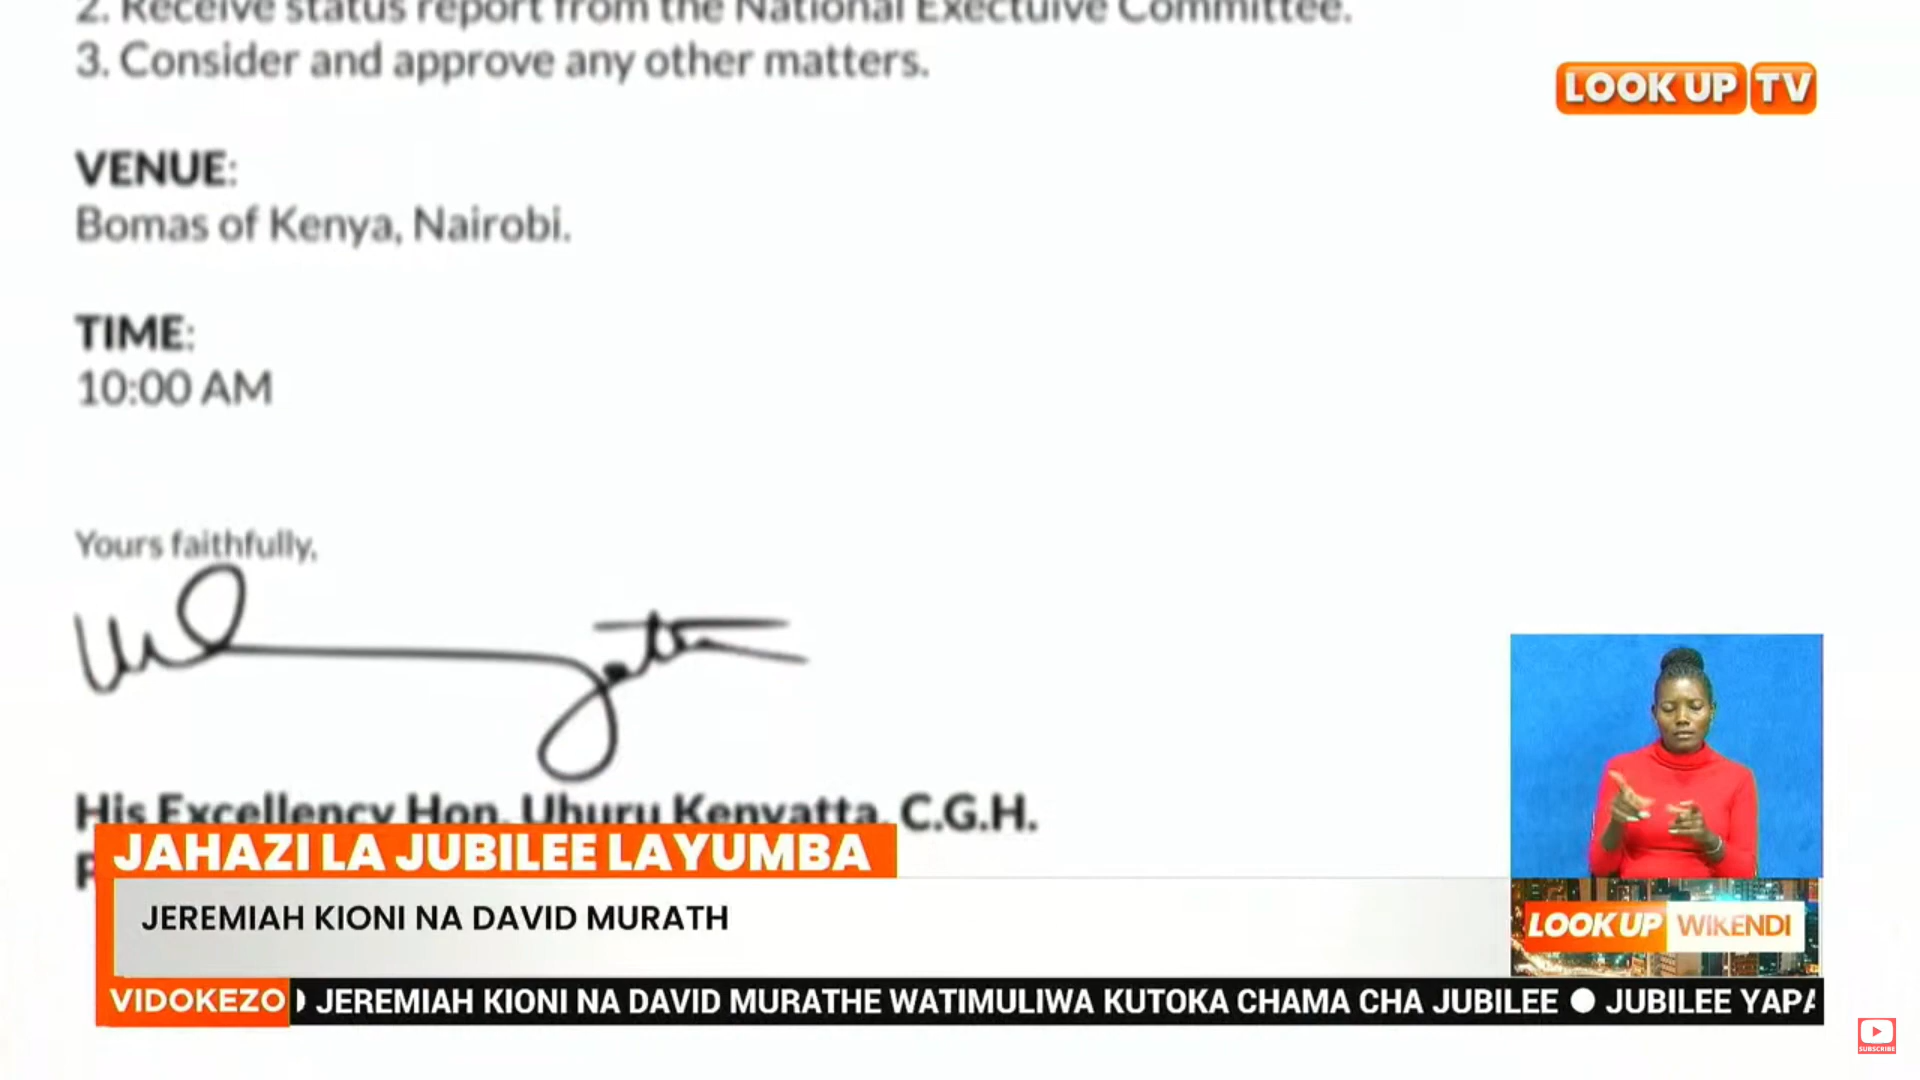 2. Receive status report from the National Exectuive Committee.
3. Consider and approve any other matters.
LOOK UP TV
VENUE:
Bomas of Kenya, Nairobi.
TIME:
10:00 AM
Yours faithfully,
His Excellency Hon. Uhuru Kenyatta, C.G.H.
JAHAZI LA JUBILEE LAYUMBA
JEREMIAH KIONI NA DAVID MURATH
LOOK UP WIKENDI
VIDOKEZO JEREMIAH KIONI NA DAVID MURATHE WATIMULIWA KUTOKA CHAMA CHA JUBILEE ● JUBILEE YAPA
SUBSCRIBE